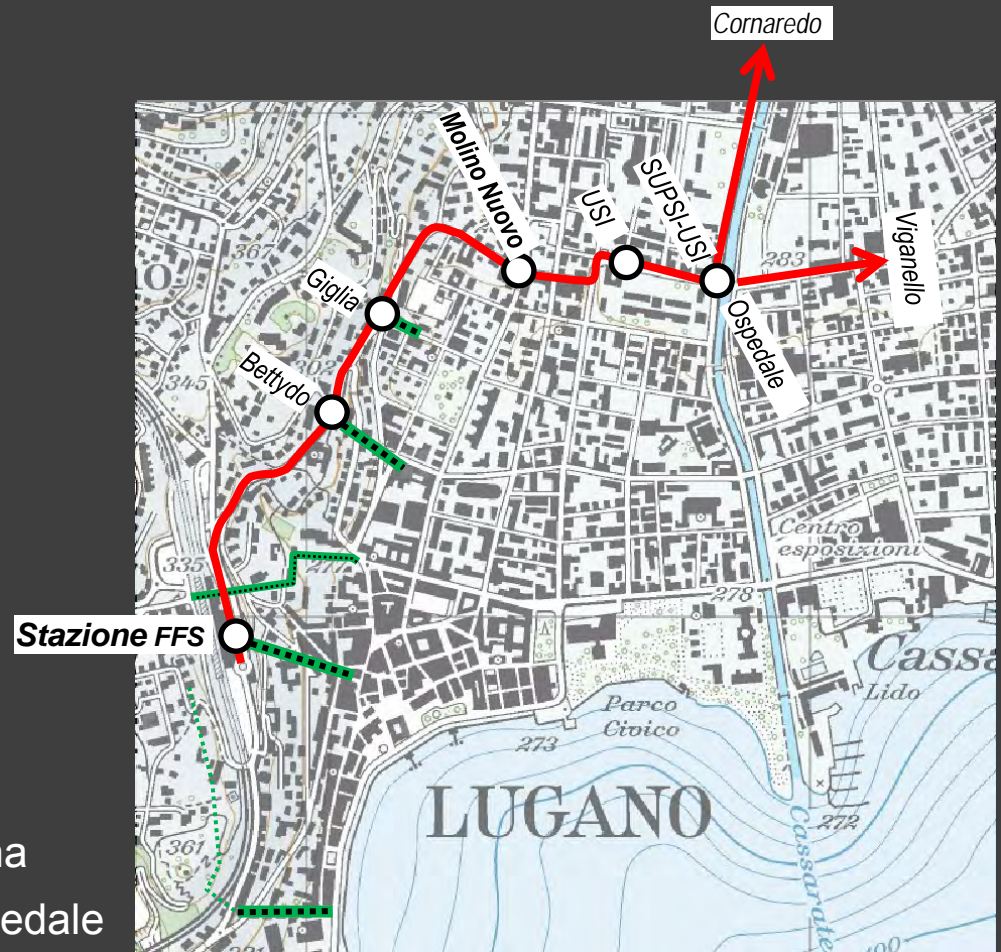 Cornaredo
Molino Nuovo
USI
SUPSI-USI
Ospedale
283
Viganello
Giglia
Bettydo
367
302
345
335
277
Stazione FFS
Centro
esposizioni
278
Cassa
Lido
Parco
Civico
273
LUGANO
272
Cassarate
361
na
edale